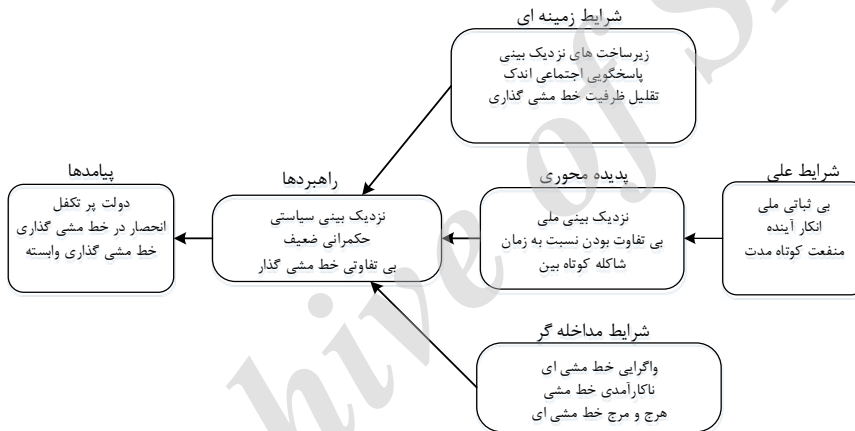 شرایط زمینه ای
زیرساخت های نزدیک بینی
پاسخگویی اجتماعی اندک
تقلیل ظرفیت خط مشی گذاری
شرایط علی
بی ثباتی ملی
انکار آینده
منفعت کوتاه مدت
پدیده محوری
نزدیک بینی ملی
بی تفاوت بودن نسبت به زمان
شاکله کوتاه بین
راهبردها
نزدیک بینی سیاستی
حکمرانی ضعیف
بی تفاوتی خط مشی گذار
پیامدها
دولت پر تکفل
انحصار در خط مشی گذاری
خط مشی گذاری وابسته
شرایط مداخله گر
واگرایی خط مشی ای
ناکارآمدی خط مشی
هرج و مرج خط مشی ای
hive of S